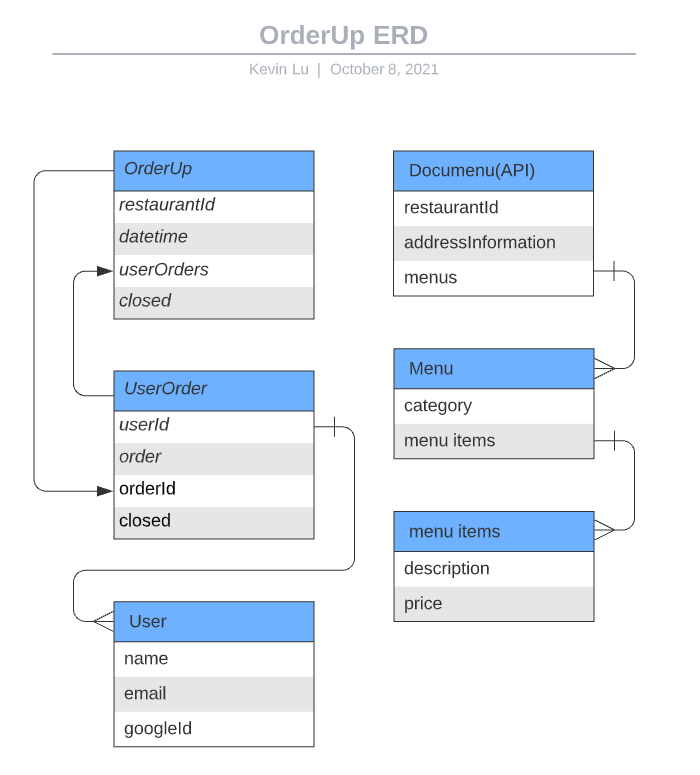 OrderUp ERD
Kevin Lu | October 8, 2021
OrderUp
restaurantId
datetime
userOrders
closed
UserOrder
userId
order
orderId
closed
User
name
email
googleId
Documenu(API)
restaurantId
addressInformation
menus
Menu
category
menu items
menu items
description
price